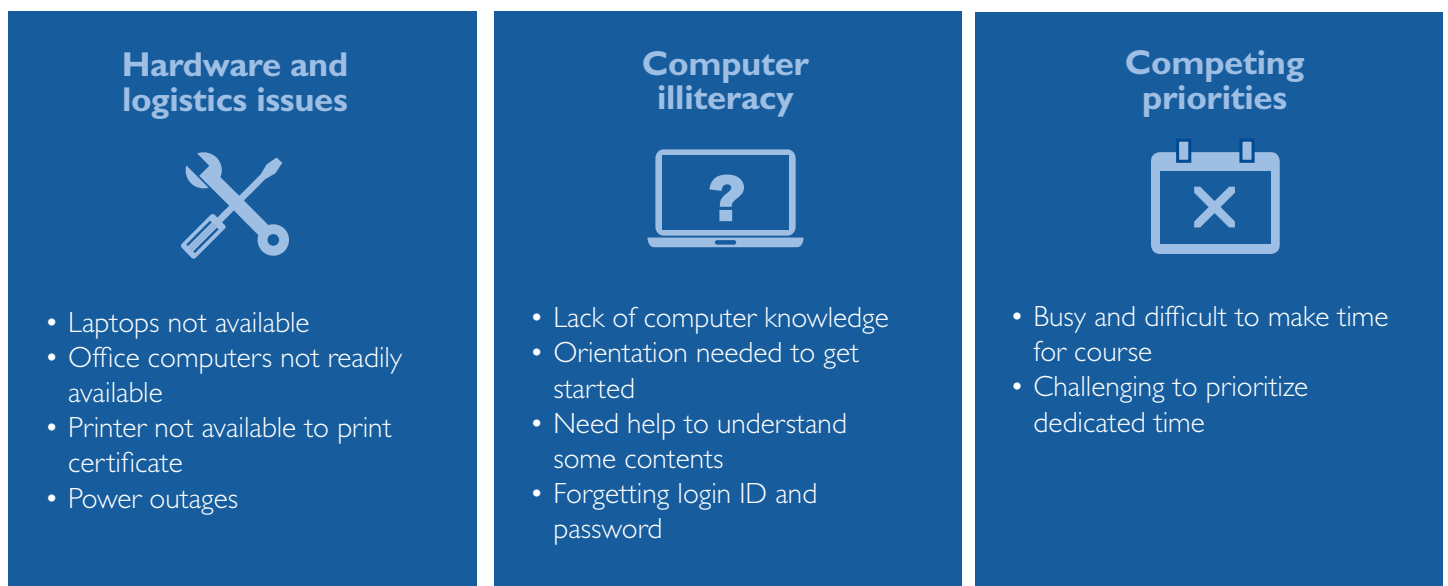 Hardware and
logistics issues
• Laptops not available
• Office computers not readily
available
• Printer not available to print
certificate
• Power outages
Computer
illiteracy
?
• Lack of computer knowledge
• Orientation needed to get
started
• Need help to understand
some contents
• Forgetting login ID and
password
Competing
priorities
• Busy and difficult to make time
for course
• Challenging to prioritize
dedicated time